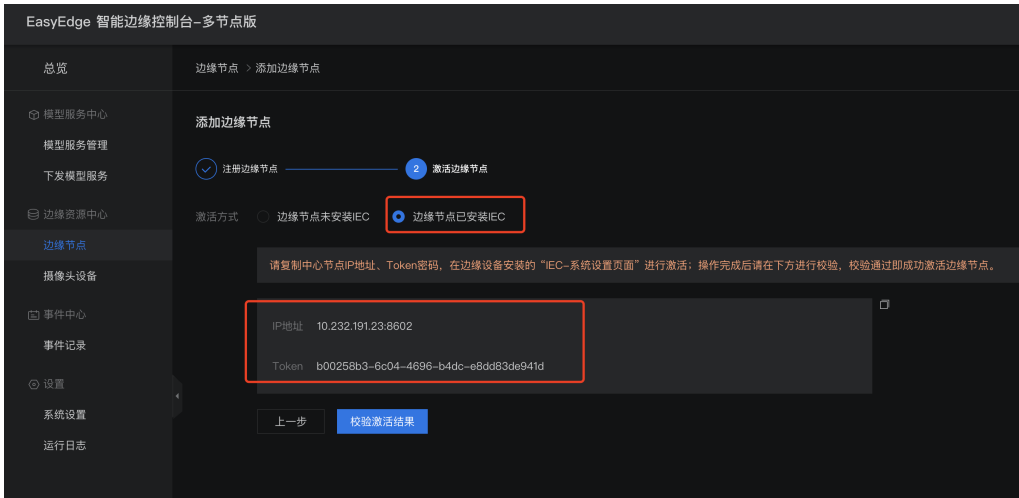 EasyEdge 智能边缘控制台-多节点版
总览
边缘节点 > 添加边缘节点
模型服务中心
模型服务管理
下发模型服务
边缘资源中心
边缘节点
摄像头设备
事件中心
事件记录
设置
系统设置
运行日志
添加边缘节点
注册边缘节点
2 激活边缘节点
激活方式 边缘节点未安装IEC 边缘节点已安装IEC
请复制中心节点IP地址、Token密码，在边缘设备安装的“IEC-系统设置页面”进行激活；操作完成后请在下方进行校验，校验通过即成功激活边缘节点。
IP地址 10.232.191.23:8602
Token b00258b3-6c04-4696-b4dc-e8dd83de941d
上一步 校验激活结果